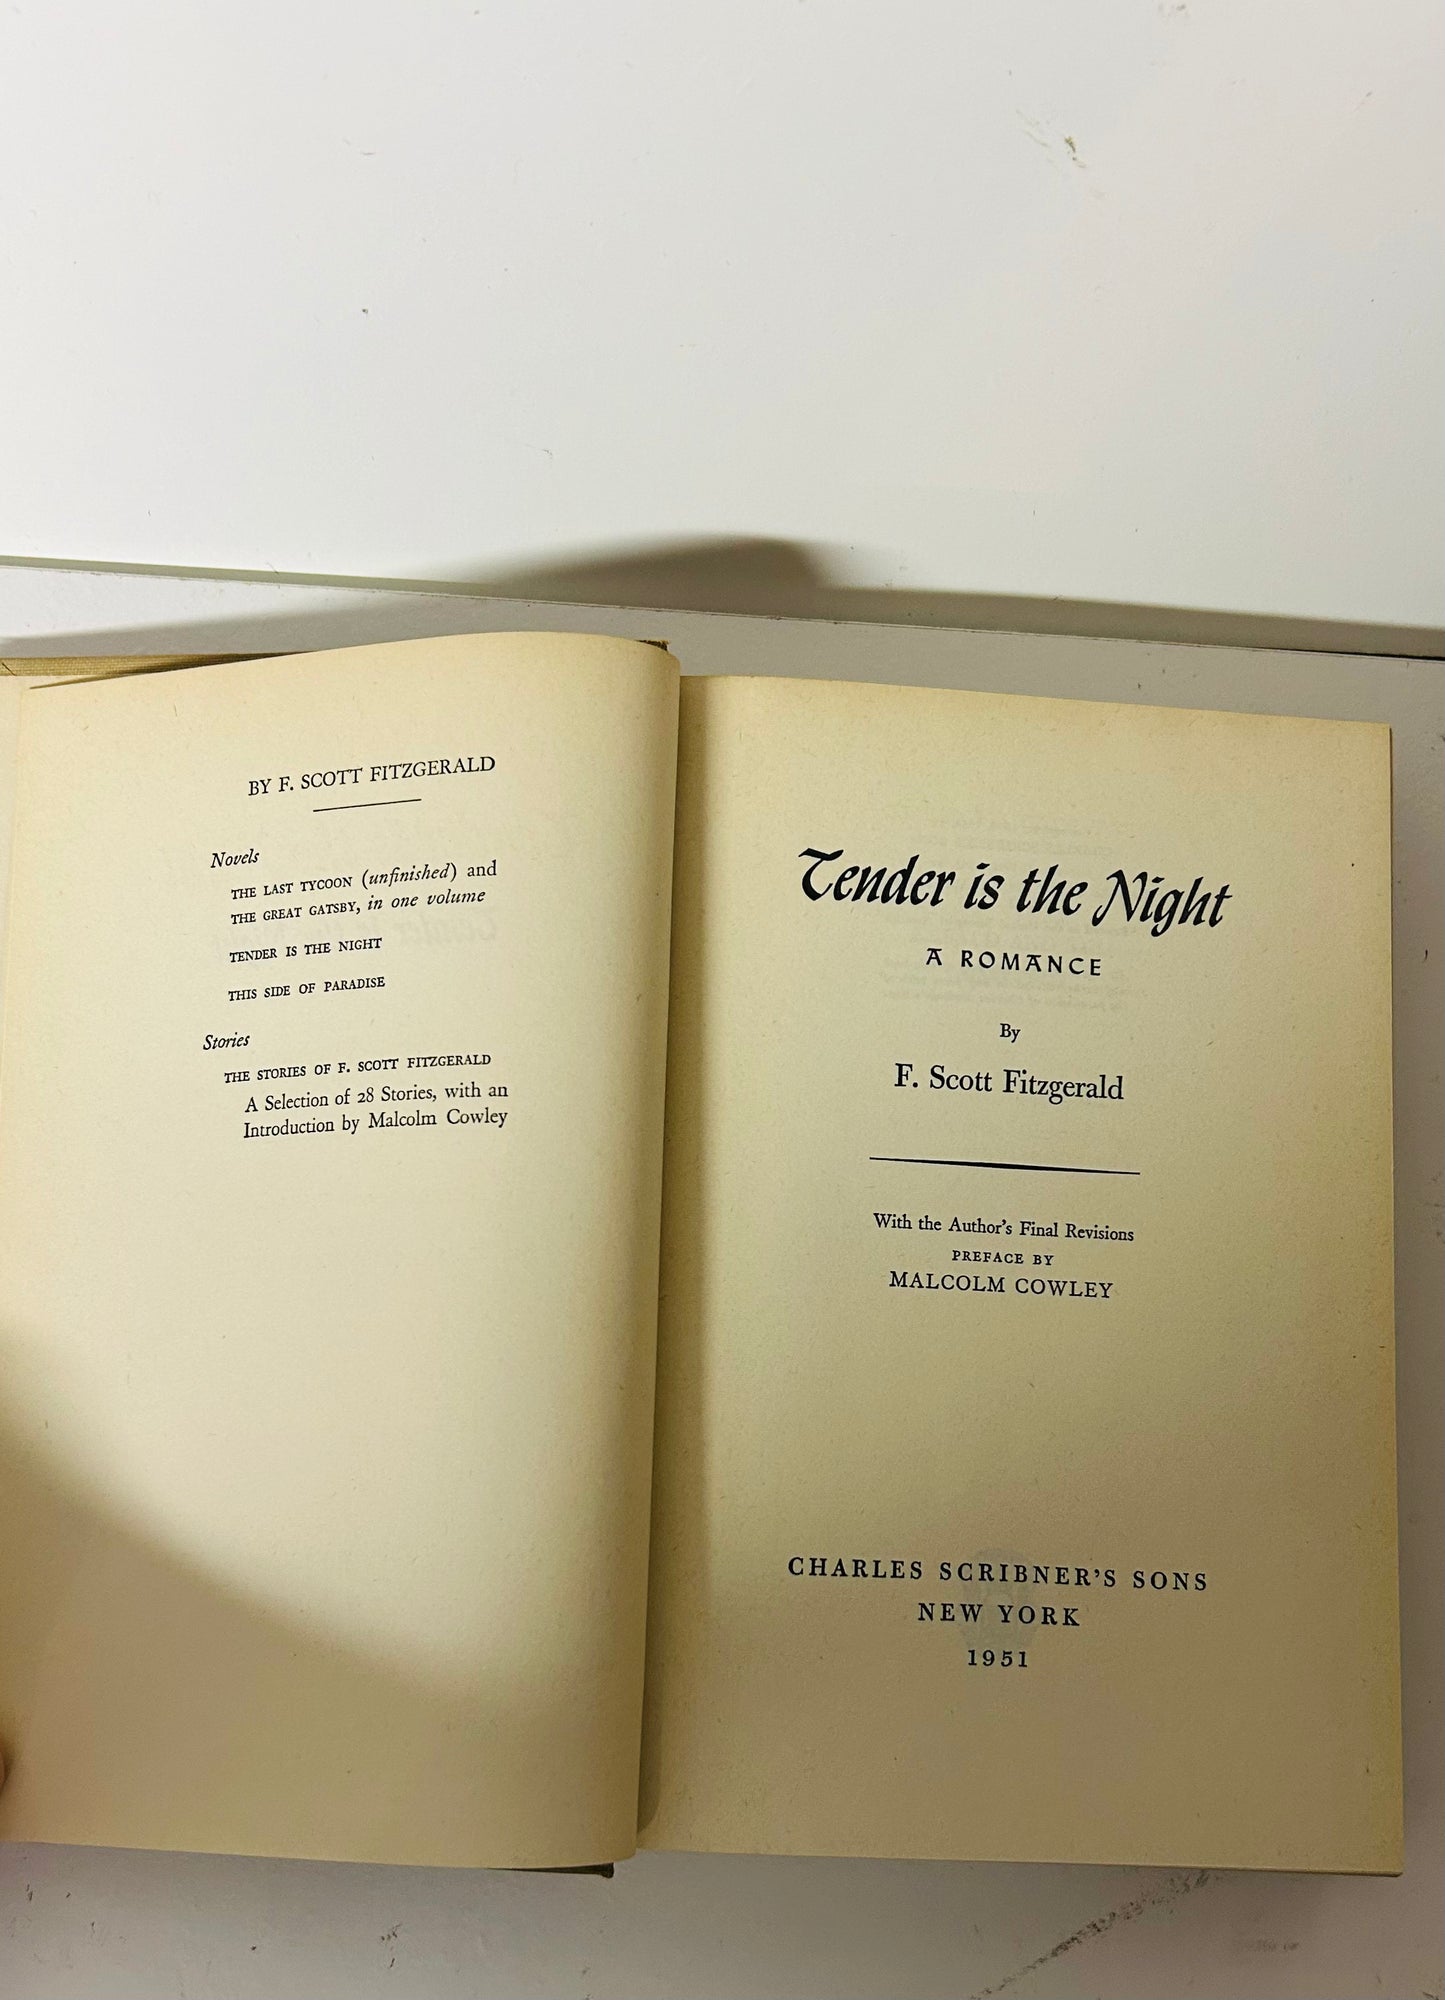 BY F. SCOTT FITZGERALD
Novels
THE LAST TYCOON (unfinished) and
THE GREAT GATSBY, in one volume
TENDER IS THE NIGHT
THIS SIDE OF PARADISE
Stories
THE STORIES OF F. SCOTT FITZGERALD
A Selection of 28 Stories, with an
Introduction by Malcolm Cowley
Tender is the Night
A ROMANCE
By
F. Scott Fitzgerald
With the Author's Final Revisions
PREFACE BY
MALCOLM COWLEY
CHARLES SCRIBNER'S SONS
NEW YORK
1951